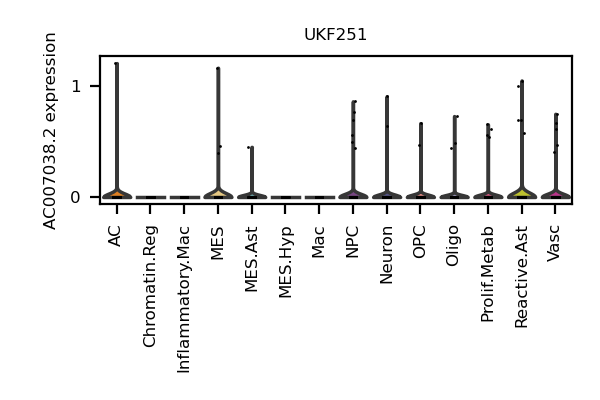 UKF251
AC007038.2 expression
1
0
AC
Chromatin.Reg
Inflammatory.Mac
MES
MES.Ast
MES.Hyp
Mac
NPC
Neuron
OPC
Oligo
Prolif.Metab
Reactive.Ast
Vasc